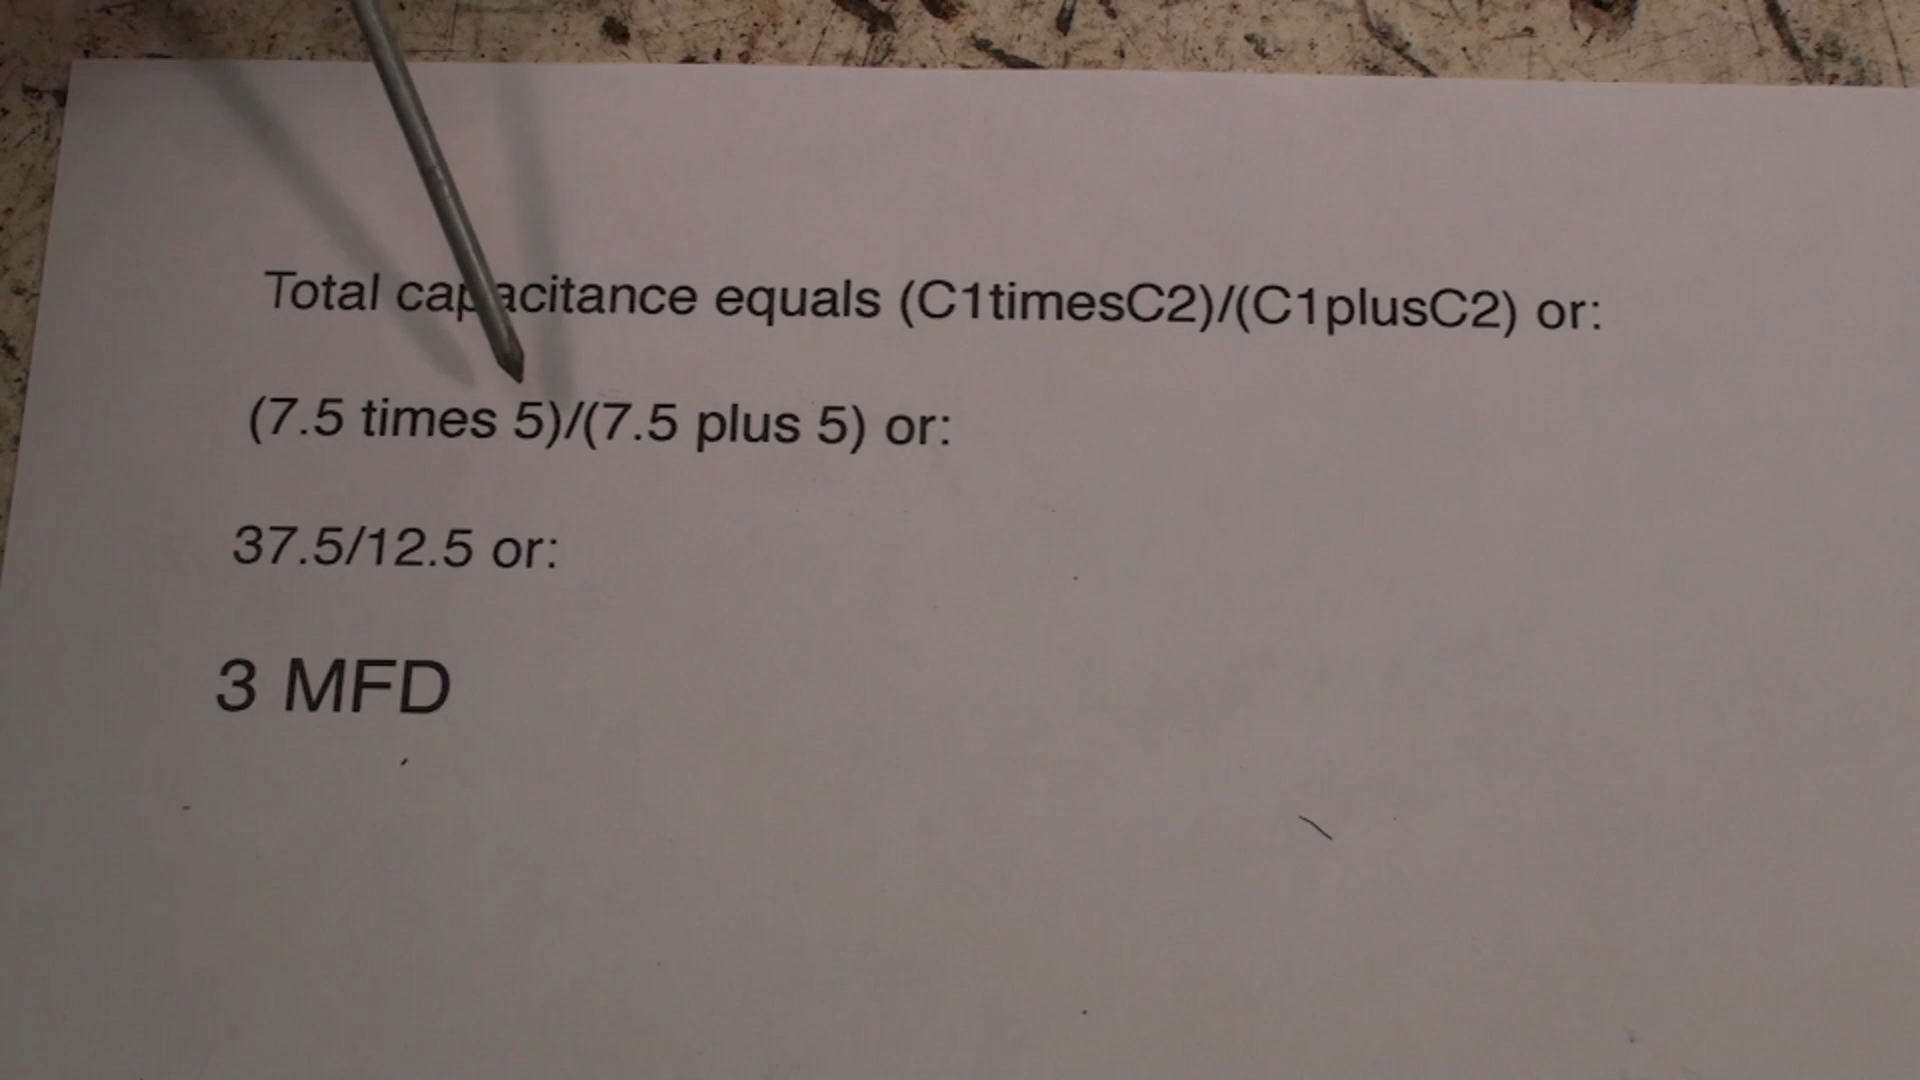 Total capacitance equals (C1timesC2)/(C1plusC2) or:
(7.5 times 5)/(7.5 plus 5) or:
37.5/12.5 or:
3 MFD